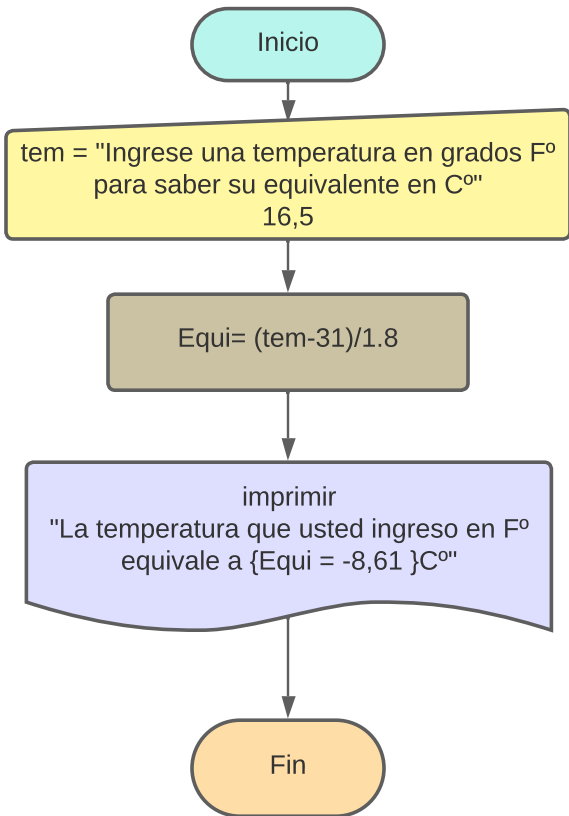 Inicio
tem = "Ingrese una temperatura en grados Fº
para saber su equivalente en Cº"
16,5
Equi= (tem-31)/1.8
imprimir
"La temperatura que usted ingreso en Fº
equivale a {Equi = -8,61 }Cº"
Fin